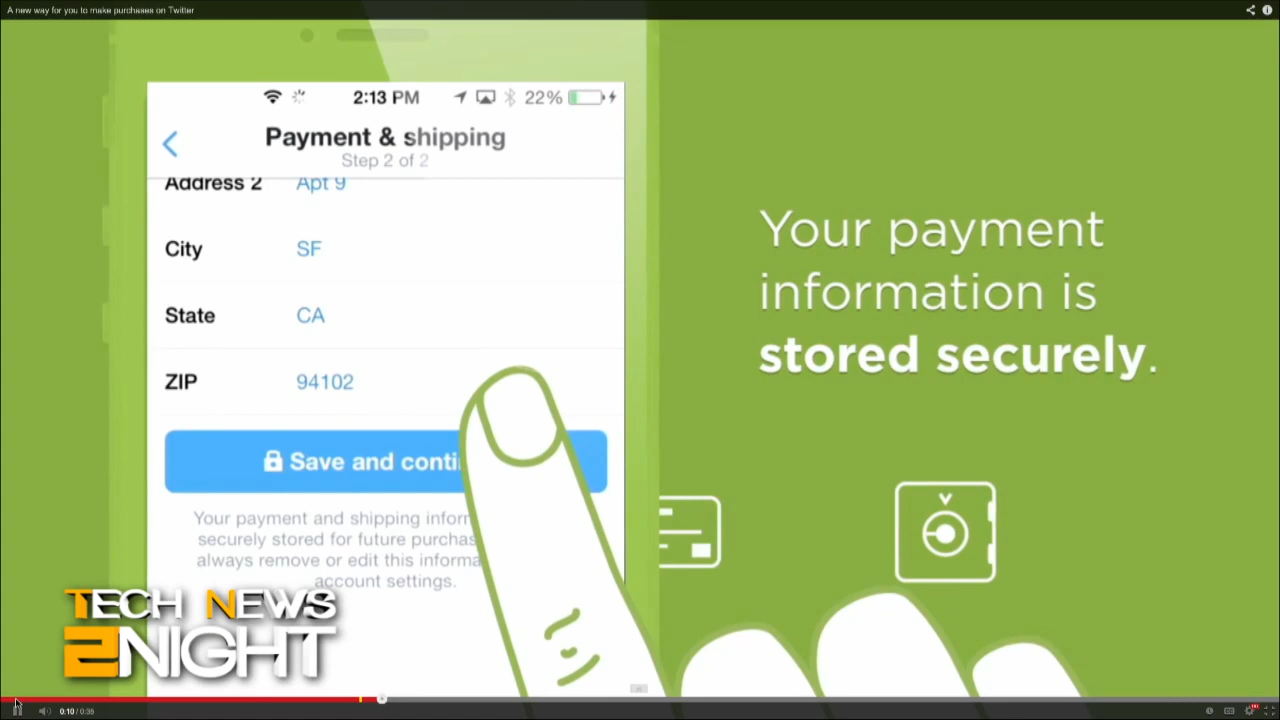 A new way for you to make purchases on Twitter
2:13 PM
22%
Payment & shipping
Step 2 of 2
Address 2 Apt 9
City SF
State CA
ZIP 94102
Save and conti
Your payment and shipping inform
securely stored for future purchas
always remove or edit this informa
account settings.
Your payment
information is
stored securely.
TECH NEWS
2NIGHT
0:10 / 0:35